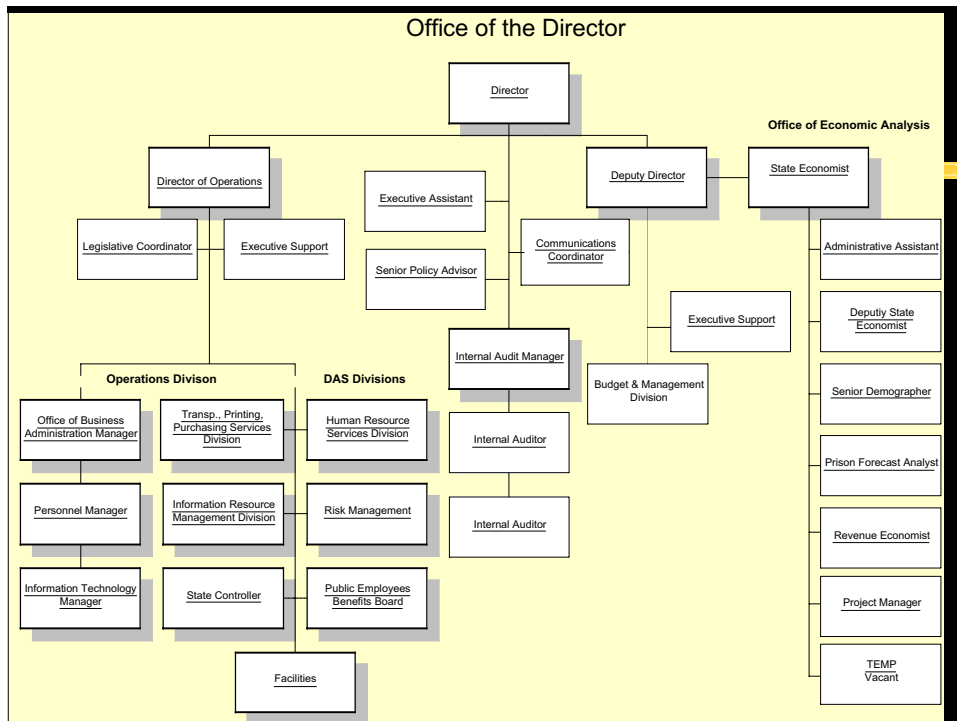 Office of the Director
Director
Office of Economic Analysis
Director of Operations
Deputy Director
State Economist
Executive Assistant
Legislative Coordinator
Executive Support
Communications
Coordinator
Administrative Assistant
Senior Policy Advisor
Executive Support
Deputiy State
Economist
Internal Audit Manager
Operations Divison
DAS Divisions
Budget & Management
Division
Senior Demographer
Office of Business
Administration Manager
Transp., Printing,
Purchasing Services
Division
Human Resource
Services Division
Internal Auditor
Prison Forecast Analyst
Personnel Manager
Information Resource
Management Division
Risk Management
Internal Auditor
Revenue Economist
Information Technology
Manager
State Controller
Public Employees
Benefits Board
Project Manager
Facilities
TEMP
Vacant